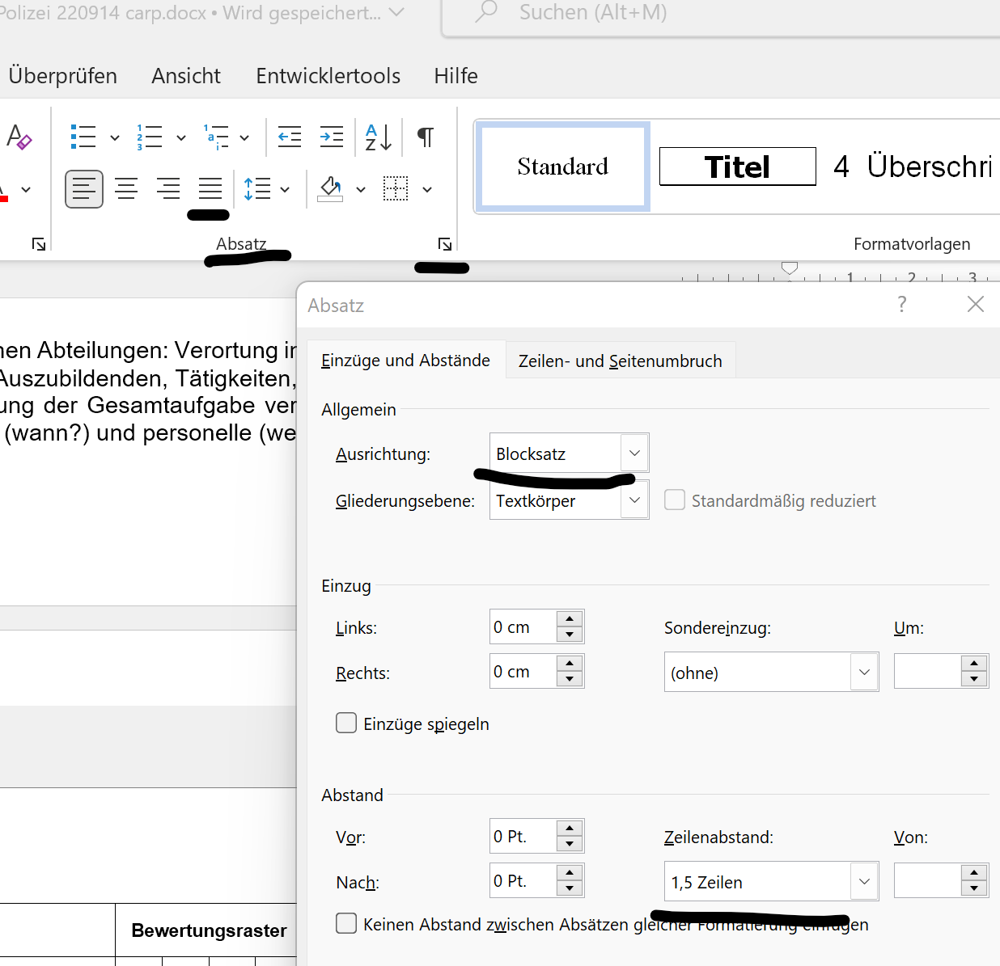 Polizei 220914 carp.docx • Wird gespeichert...
Suchen (Alt+M)
Überprüfen Ansicht Entwicklertools Hilfe
Standard
Titel
4 Überschri
Absatz
Formatvorlagen
1 2 3
Absatz
?
nen Abteilungen: Verortung in
Auszubildenden, Tätigkeiten,
ung der Gesamtaufgabe ver
(wann?) und personelle (we
Einzüge und Abstände
Zeilen- und Seitenumbruch
Allgemein
Ausrichtung: Blocksatz
Gliederungsebene: Textkörper Standardmäßig reduziert
Einzug
Links: 0 cm Sondereinzug: Um:
Rechts: 0 cm (ohne)
Einzüge spiegeln
Abstand
Vor: 0 Pt. Zeilenabstand: Von:
Nach: 0 Pt. 1,5 Zeilen
Keinen Abstand zwischen Absätzen gleicher Formatierung einfügen
Bewertungsraster